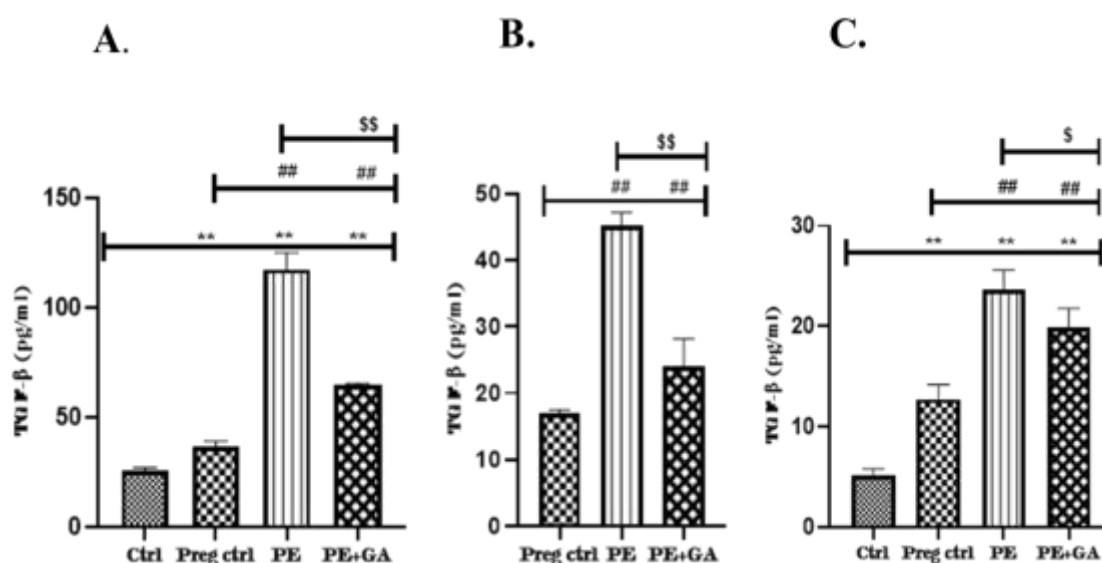 A.
$$
## ##
150
** ** **
100
50
0
TGF-β (pg/ml)
Ctrl Preg ctrl PE PE+GA
B.
$$
50
## ##
40
30
20
10
0
TGF-β (pg/ml)
Preg ctrl PE PE+GA
C.
$
## ##
30
** ** **
20
10
0
TGF-β (pg/ml)
Ctrl Preg ctrl PE PE+GA